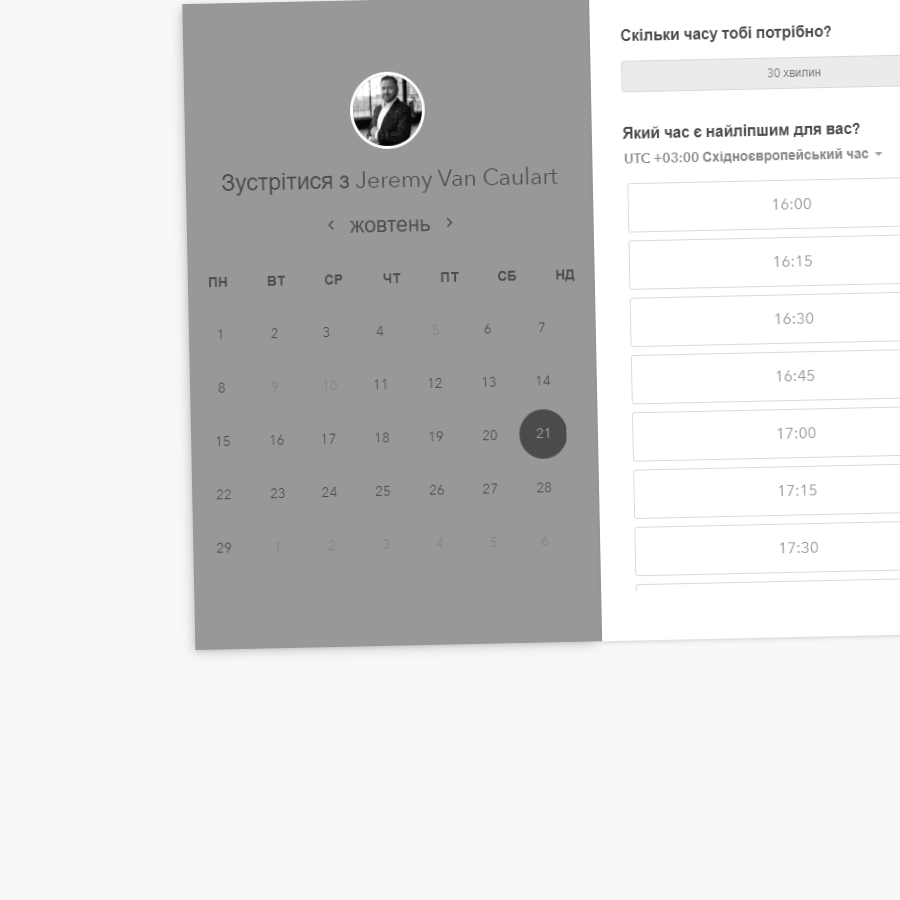 Зустрітися з Jeremy Van Caulart
жовтень
ПН ВТ СР ЧТ ПТ СБ НД
1 2 3 4 5 6 7
8 9 10 11 12 13 14
15 16 17 18 19 20 21
22 23 24 25 26 27 28
29 1 2 3 4 5 6
Скільки часу тобі потрібно?
30 хвилин
Який час є найліпшим для вас?
UTC +03:00 Східноєвропейський час
16:00
16:15
16:30
16:45
17:00
17:15
17:30